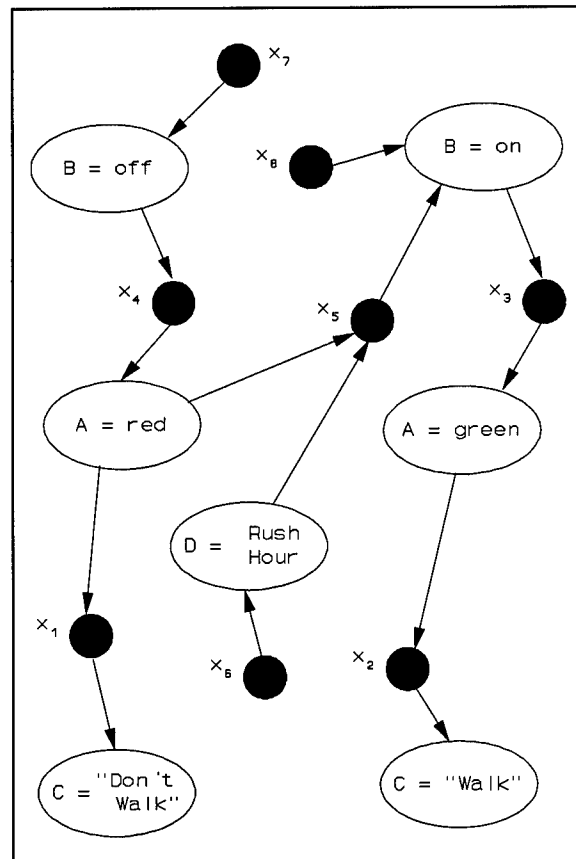 x₇
B = off
x₈
B = on
x₄
x₅
x₃
A = red
A = green
D = Rush
Hour
x₁
x₆
x₂
C = "Don't
Walk"
C = "Walk"